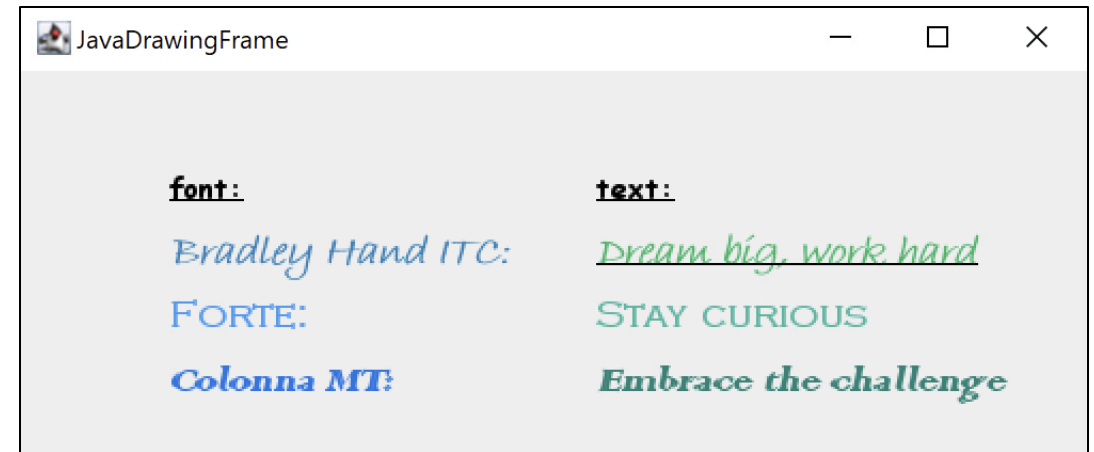 JavaDrawingFrame
font: text:
Bradley Hand ITC: Dream big, work hard
Forte: Stay curious
Colonna MT: Embrace the challenge